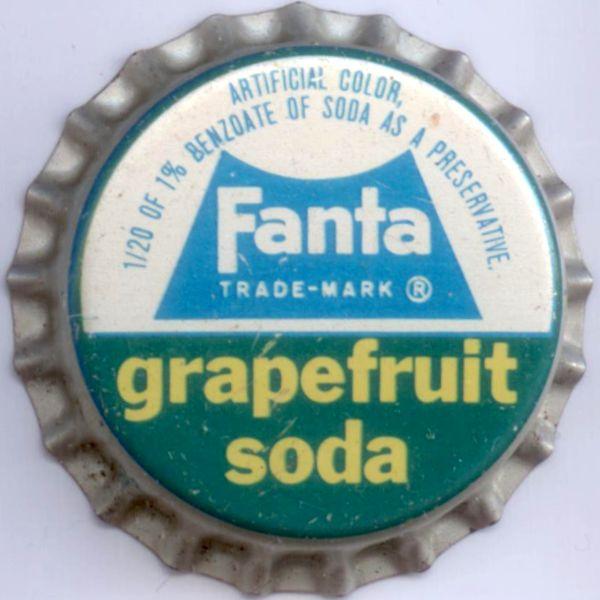 ARTIFICIAL COLOR,
1/20 OF 1% BENZOATE OF SODA AS A PRESERVATIVE.
Fanta
TRADE-MARK ®
grapefruit
soda